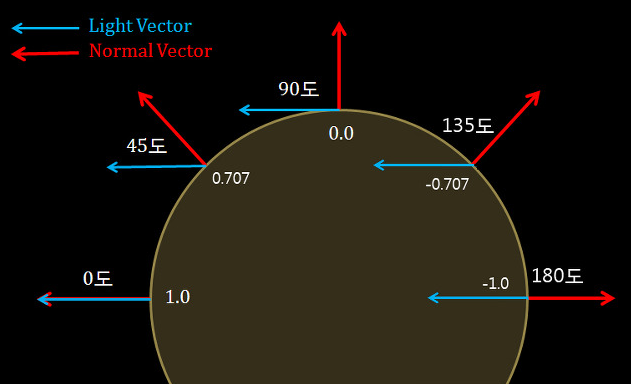 Light Vector
Normal Vector
90도
0.0
135도
45도
0.707
-0.707
0도
1.0
-1.0
180도